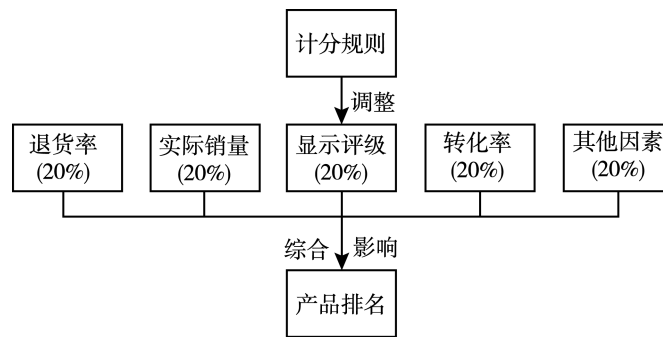 计分规则
调整
退货率
(20%)
实际销量
(20%)
显示评级
(20%)
转化率
(20%)
其他因素
(20%)
综合 影响
产品排名